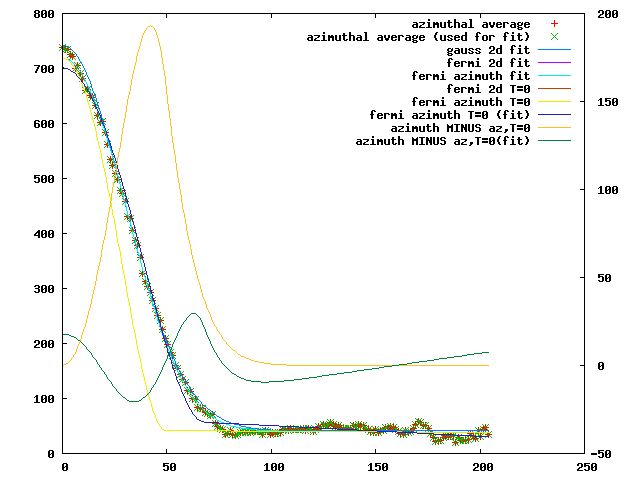 800
700
600
500
400
300
200
100
0
200
150
100
50
0
-50
0
50
100
150
200
250
azimuthal average
azimuthal average (used for fit)
gauss 2d fit
fermi 2d fit
fermi azimuth fit
fermi 2d T=0
fermi azimuth T=0
fermi azimuth T=0 (fit)
azimuth MINUS az,T=0
azimuth MINUS az,T=0(fit)